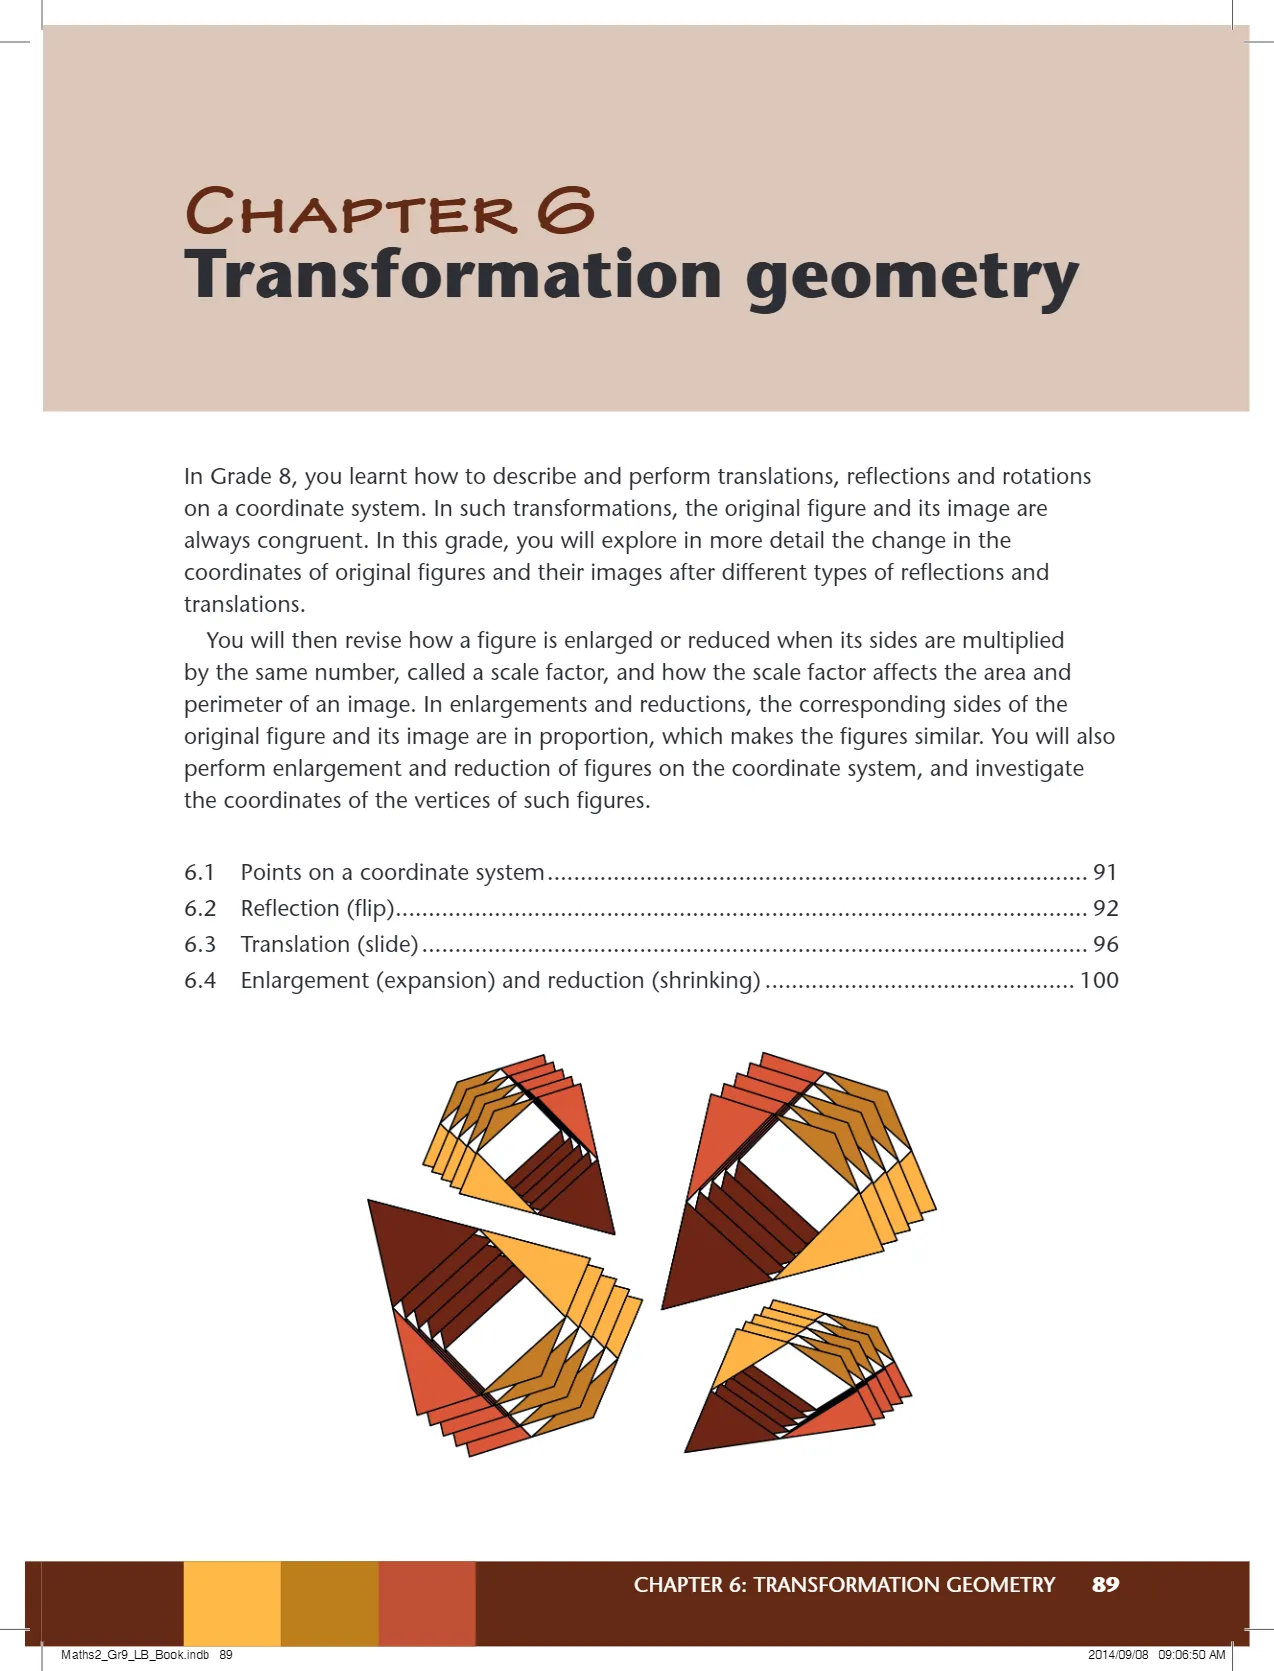 CHAPTER 6
Transformation geometry
In Grade 8, you learnt how to describe and perform translations, reflections and rotations
on a coordinate system. In such transformations, the original figure and its image are
always congruent. In this grade, you will explore in more detail the change in the
coordinates of original figures and their images after different types of reflections and
translations.
You will then revise how a figure is enlarged or reduced when its sides are multiplied
by the same number, called a scale factor, and how the scale factor affects the area and
perimeter of an image. In enlargements and reductions, the corresponding sides of the
original figure and its image are in proportion, which makes the figures similar. You will also
perform enlargement and reduction of figures on the coordinate system, and investigate
the coordinates of the vertices of such figures.
6.1 Points on a coordinate system.................................................................................. 91
6.2 Reflection (flip)......................................................................................................... 92
6.3 Translation (slide)..................................................................................................... 96
6.4 Enlargement (expansion) and reduction (shrinking)............................................... 100
CHAPTER 6: TRANSFORMATION GEOMETRY 89
Maths2_Gr9_LB_Book.indb 89 2014/09/08 09:06:50 AM